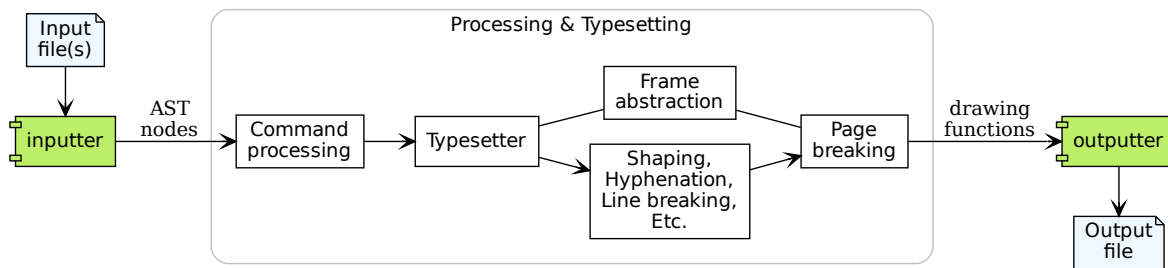 Input
file(s)
Processing & Typesetting
inputter
AST
nodes
Command
processing
Typesetter
Frame
abstraction
Shaping,
Hyphenation,
Line breaking,
Etc.
Page
breaking
drawing
functions
outputter
Output
file